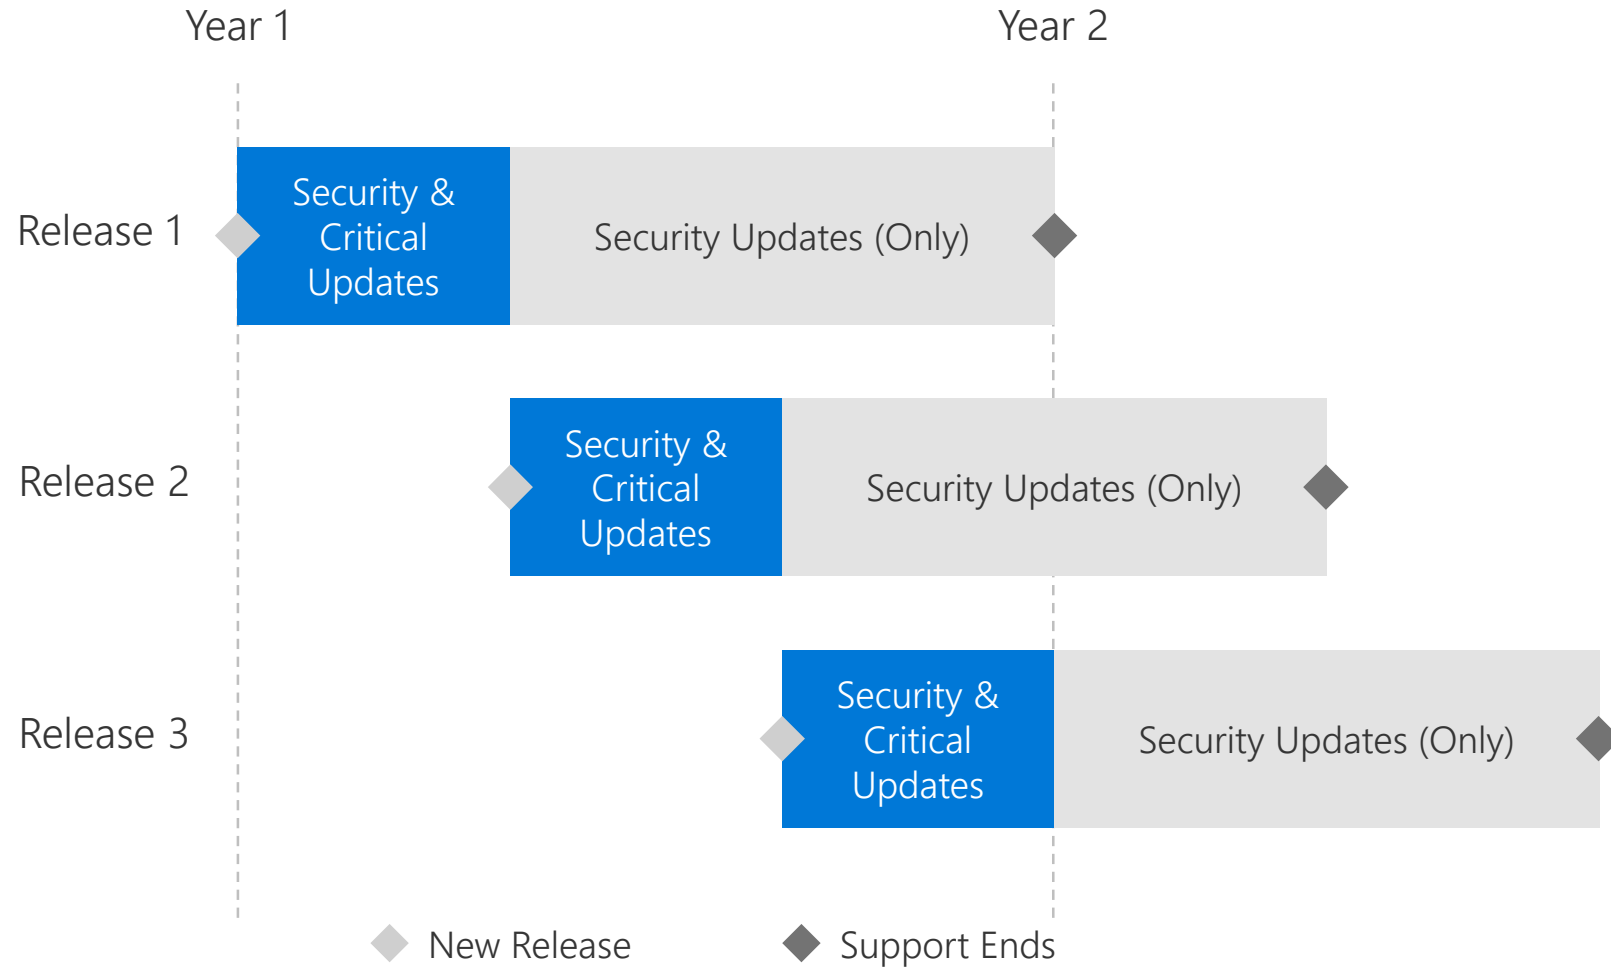 Year 1
Year 2
Release 1
Security &
Critical
Updates
Security Updates (Only)
Release 2
Security &
Critical
Updates
Security Updates (Only)
Release 3
Security &
Critical
Updates
Security Updates (Only)
New Release
Support Ends